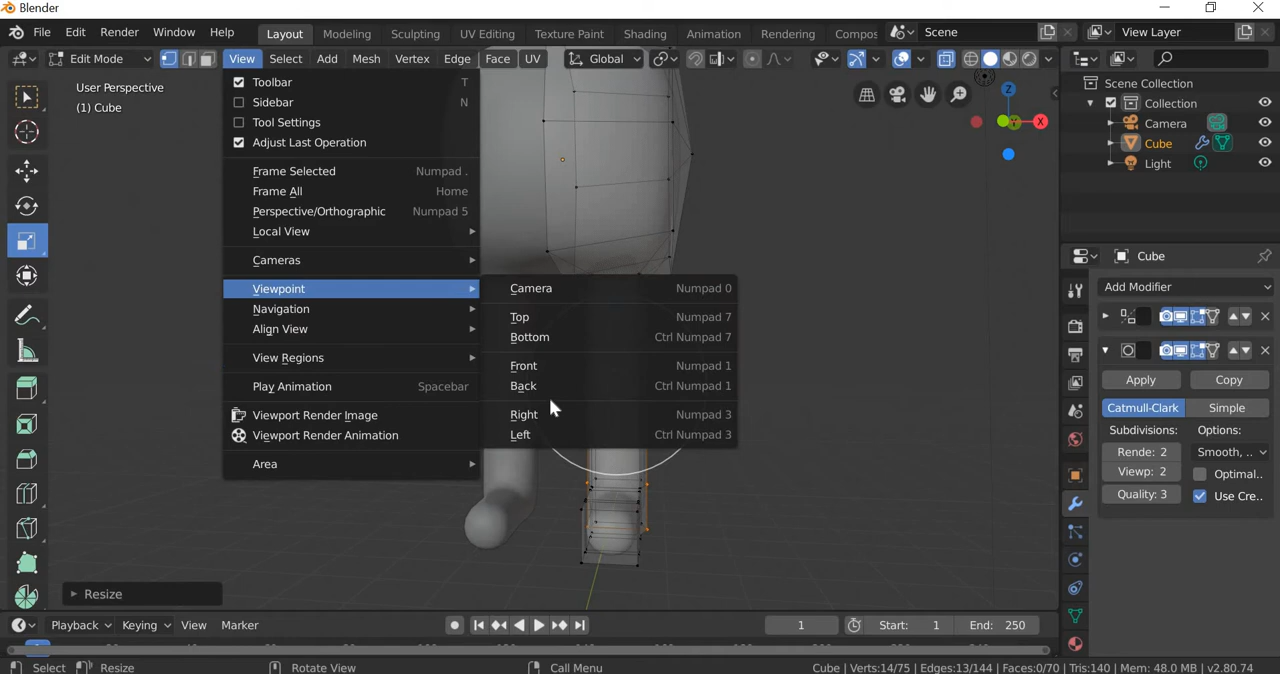 Blender
File Edit Render Window Help Layout Modeling Sculpting UV Editing Texture Paint Shading Animation Rendering Compos Scene View Layer
Edit Mode View Select Add Mesh Vertex Edge Face UV Global
User Perspective
(1) Cube
Toolbar T
Sidebar N
Tool Settings
Adjust Last Operation
Frame Selected Numpad .
Frame All Home
Perspective/Orthographic Numpad 5
Local View
Cameras
Viewpoint
Navigation
Align View
View Regions
Play Animation Spacebar
Viewport Render Image
Viewport Render Animation
Area
Camera Numpad 0
Top Numpad 7
Bottom Ctrl Numpad 7
Front Numpad 1
Back Ctrl Numpad 1
Right Numpad 3
Left Ctrl Numpad 3
Z
Y
X
Scene Collection
Collection
Camera
Cube
Light
Cube
Add Modifier
Apply Copy
Catmull-Clark Simple
Subdivisions: Options:
Rende: 2 Smooth, ..
Viewp: 2 Optimal..
Quality: 3 Use Cre..
Resize
Playback Keying View Marker 1 Start: 1 End: 250
Select Resize Rotate View Call Menu Cube | Verts:14/75 | Edges:13/144 | Faces:0/70 | Tris:140 | Mem: 48.0 MB | v2.80.74